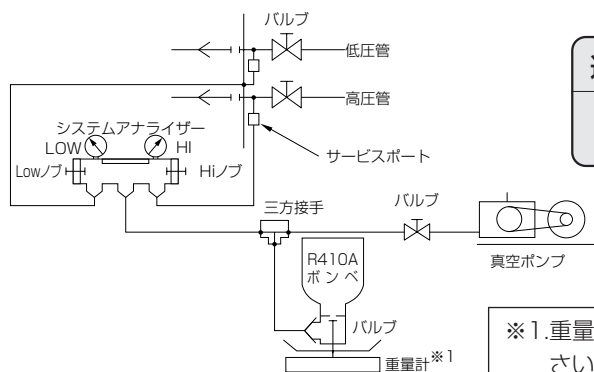 バルブ
低圧管
高圧管
システムアナライザー
LOW
HI
サービスポート
Lowノブ
Hiノブ
三方接手
バルブ
R410A
ボンベ
真空ポンプ
バルブ
重量計※1
※1.重量
さい